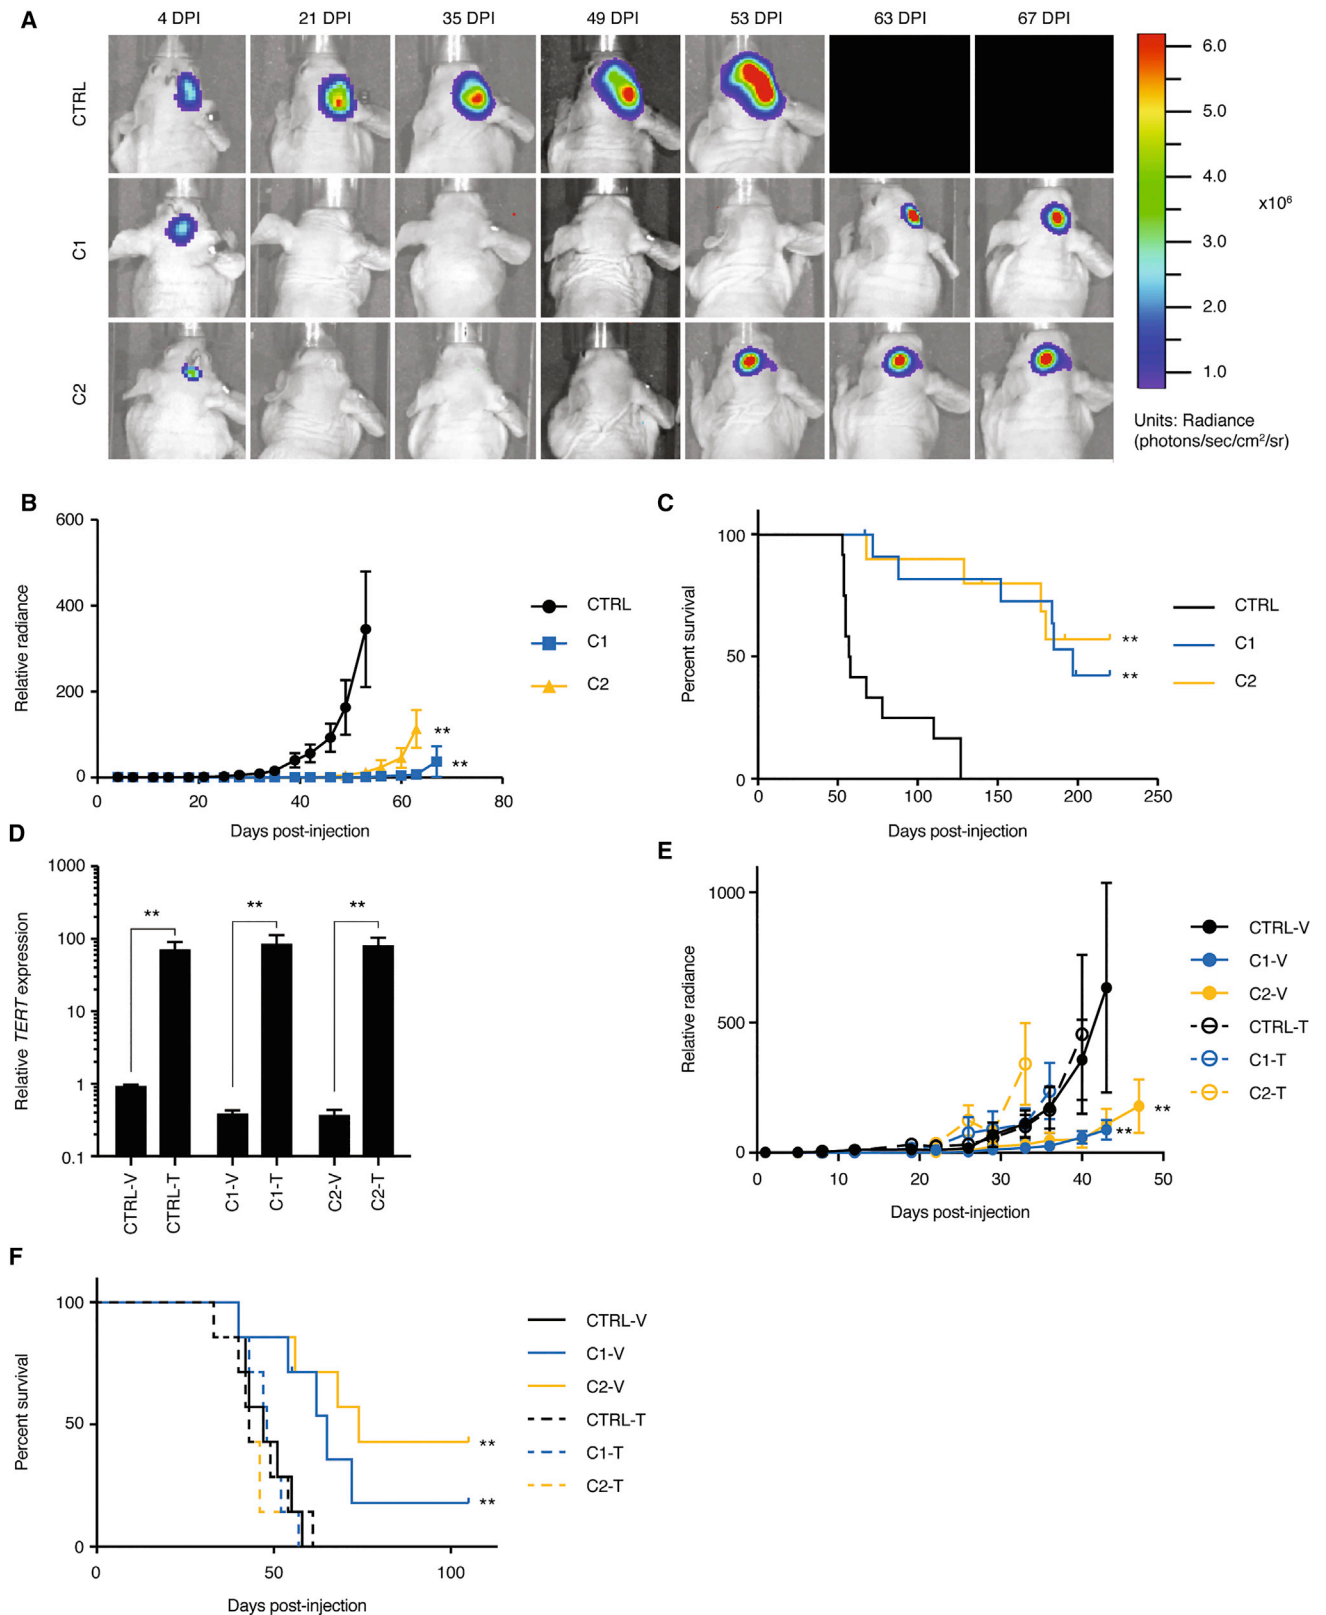 A
4 DPI 21 DPI 35 DPI 49 DPI 53 DPI 63 DPI 67 DPI
CTRL
C1
C2
6.0
5.0
4.0
3.0
2.0
1.0
x10⁶
Units: Radiance
(photons/sec/cm²/sr)
B
Relative radiance
600
400
200
0
0 20 40 60 80
Days post-injection
**
**
CTRL
C1
C2
C
Percent survival
100
50
0
0 50 100 150 200 250
Days post-injection
**
**
CTRL
C1
C2
D
Relative TERT expression
1000
100
10
1
0.1
** ** **
CTRL-V CTRL-T C1-V C1-T C2-V C2-T
E
Relative radiance
1000
500
0
0 10 20 30 40 50
Days post-injection
**
**
CTRL-V
C1-V
C2-V
CTRL-T
C1-T
C2-T
F
Percent survival
100
50
0
0 50 100
Days post-injection
**
**
CTRL-V
C1-V
C2-V
CTRL-T
C1-T
C2-T